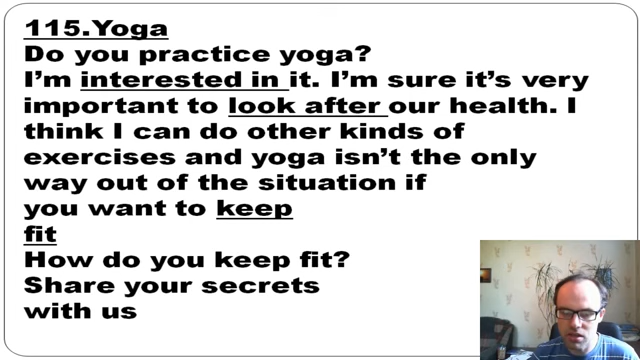 115.Yoga
Do you practice yoga?
I'm interested in it. I'm sure it's very
important to look after our health. I
think I can do other kinds of
exercises and yoga isn't the only
way out of the situation if
you want to keep
fit
How do you keep fit?
Share your secrets
with us